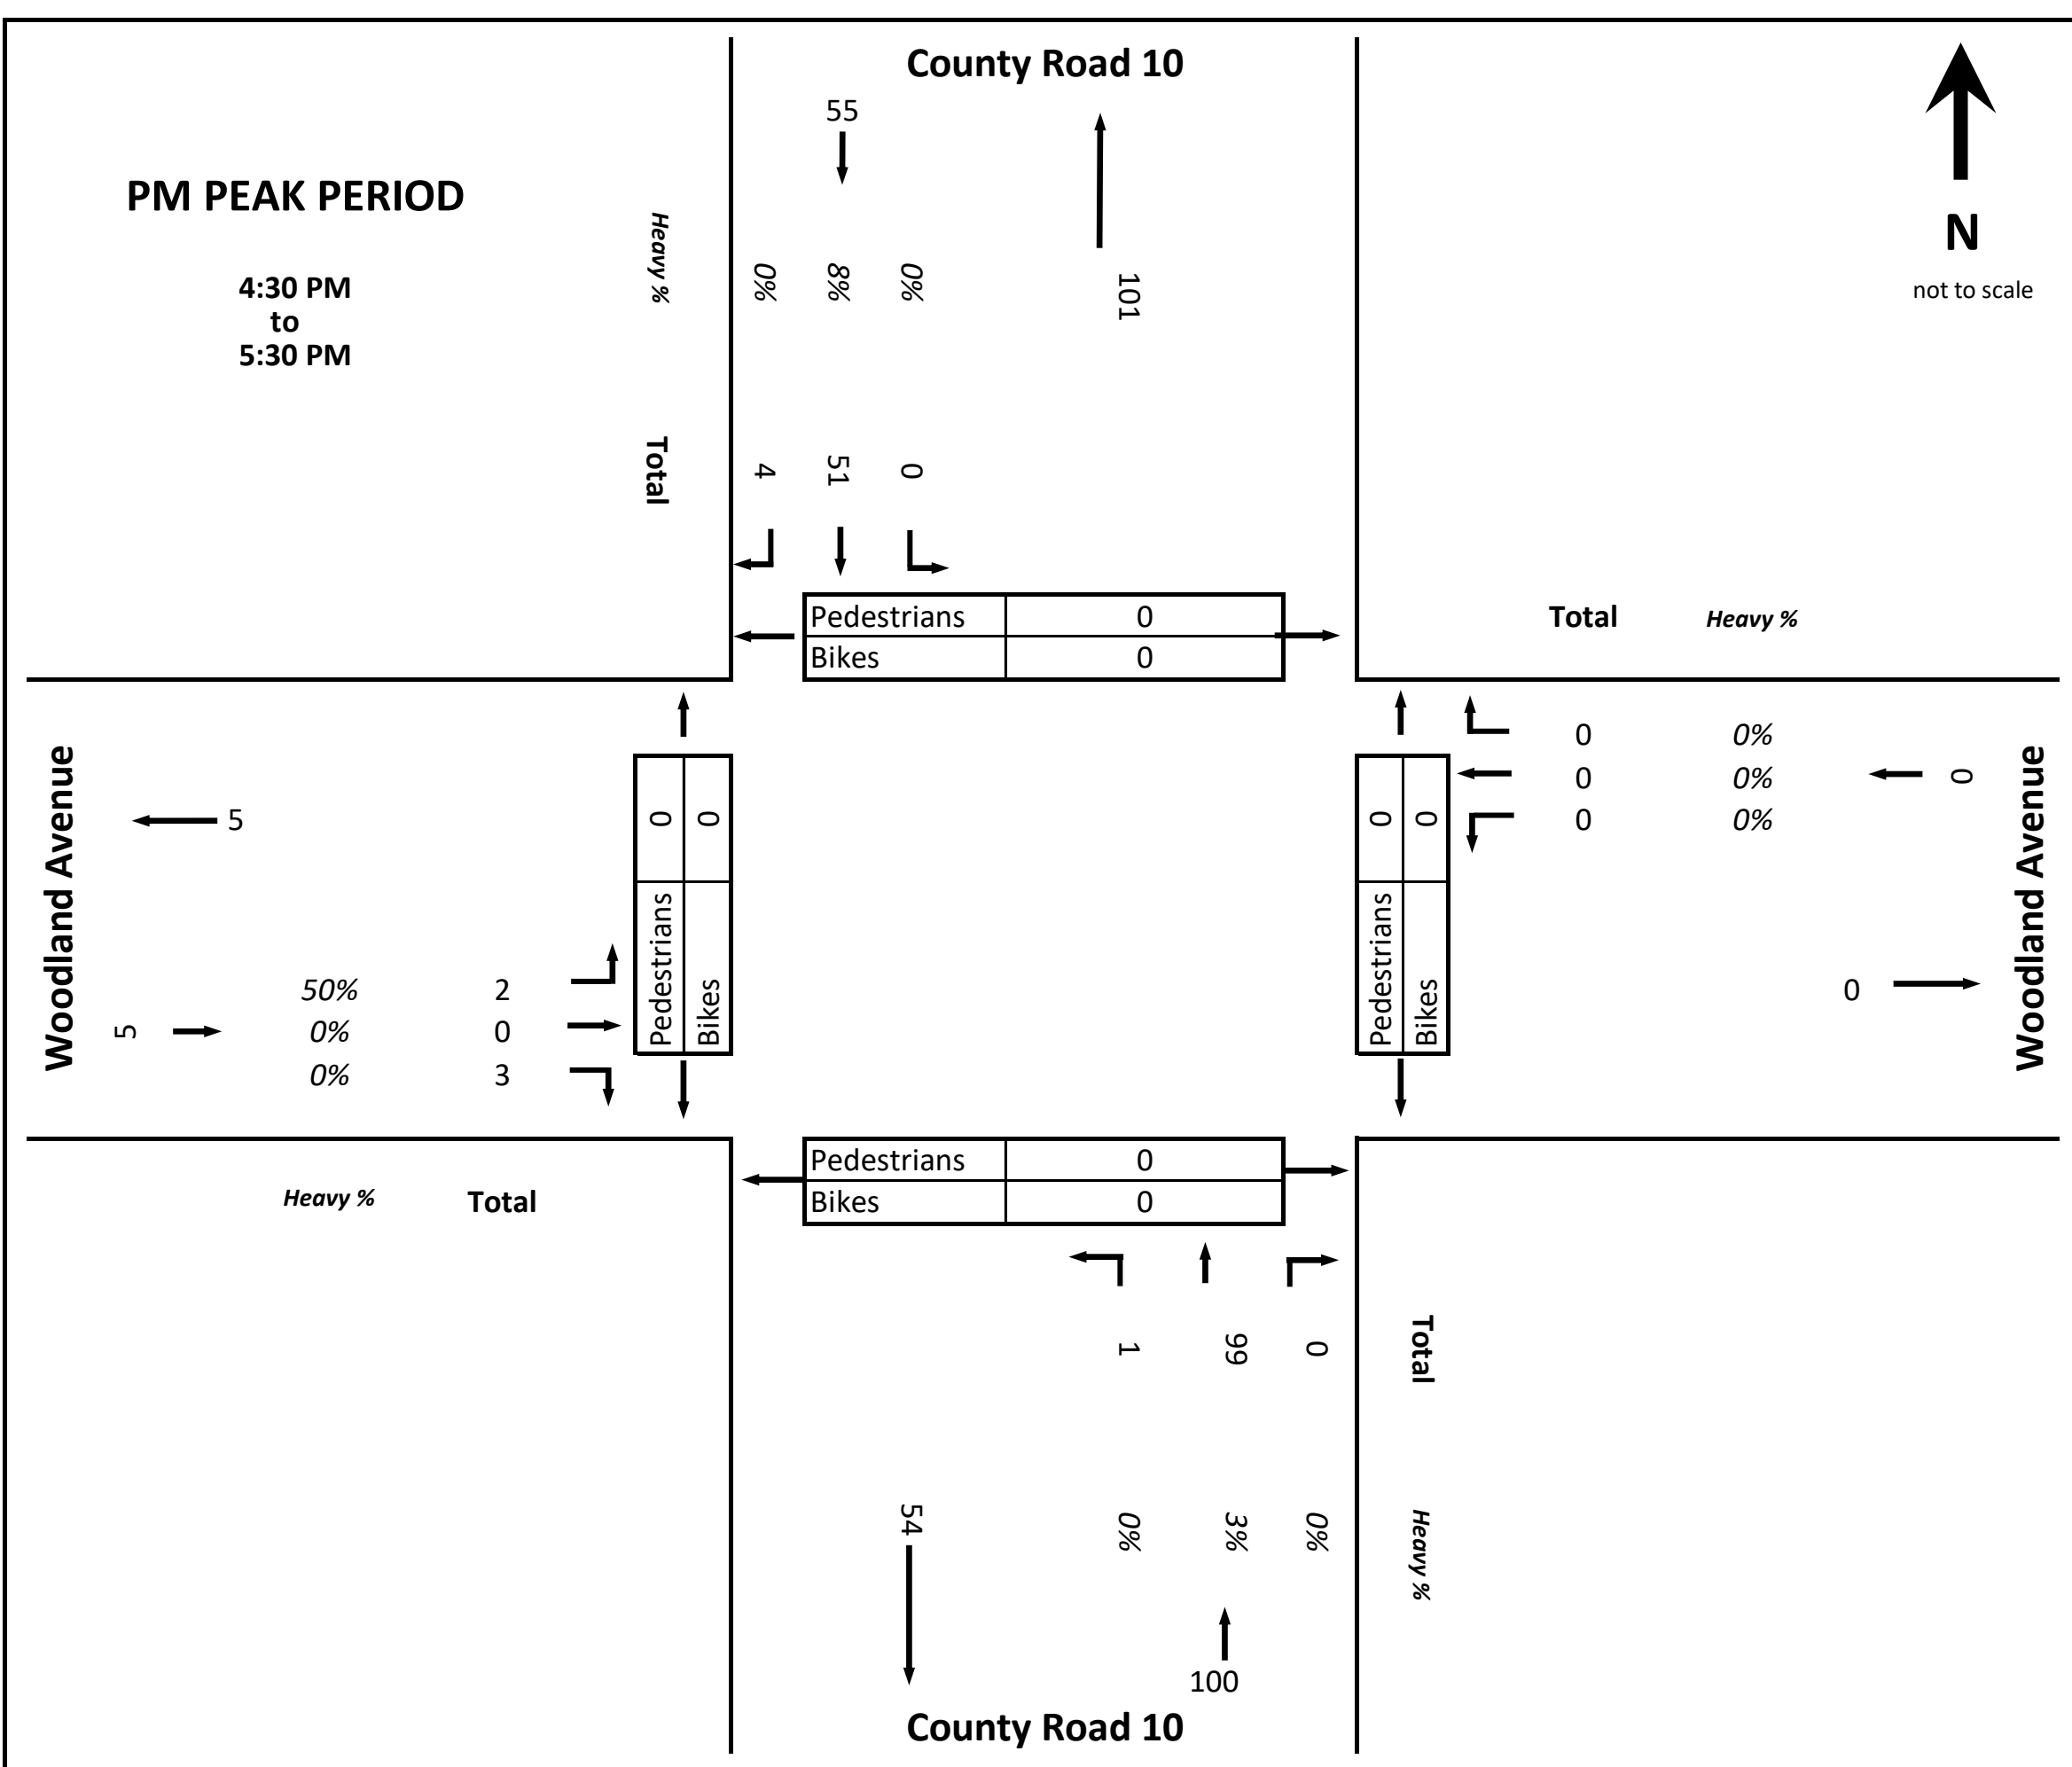 County Road 10
55
PM PEAK PERIOD
4:30 PM
to
5:30 PM
Heavy %
0%
8%
0%
101
N
not to scale
Total
4
51
0
Pedestrians 0
Bikes 0
Total Heavy %
Woodland Avenue
5
0 0
Pedestrians
Bikes
0 0
Pedestrians
Bikes
0 0%
0 0% 0
0 0%
0
Woodland Avenue
50% 2
5 0% 0
0% 3
Heavy % Total
Pedestrians 0
Bikes 0
1
99
0
Total
54
0%
3%
0%
Heavy %
100
County Road 10